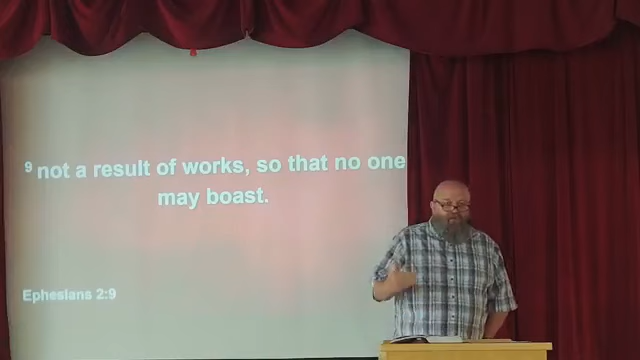 ⁹ not a result of works, so that no one
may boast.
Ephesians 2:9